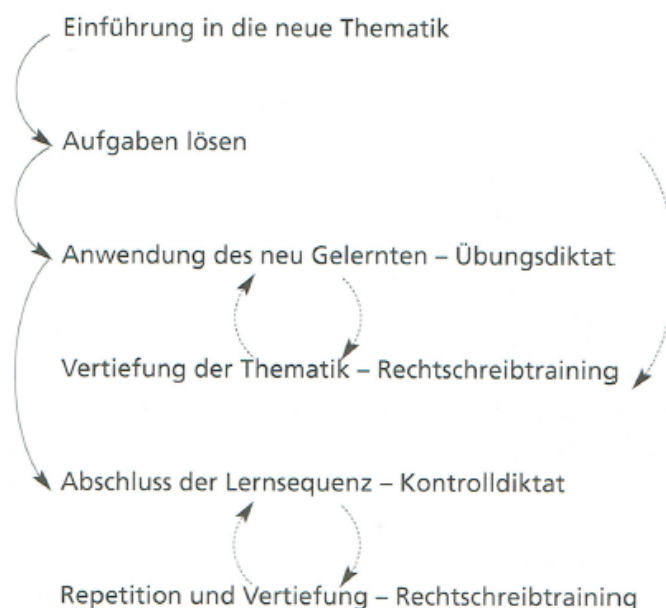 Einführung in die neue Thematik
Aufgaben lösen
Anwendung des neu Gelernten – Übungsdiktat
Vertiefung der Thematik – Rechtschreibtraining
Abschluss der Lernsequenz – Kontrolldiktat
Repetition und Vertiefung – Rechtschreibtraining